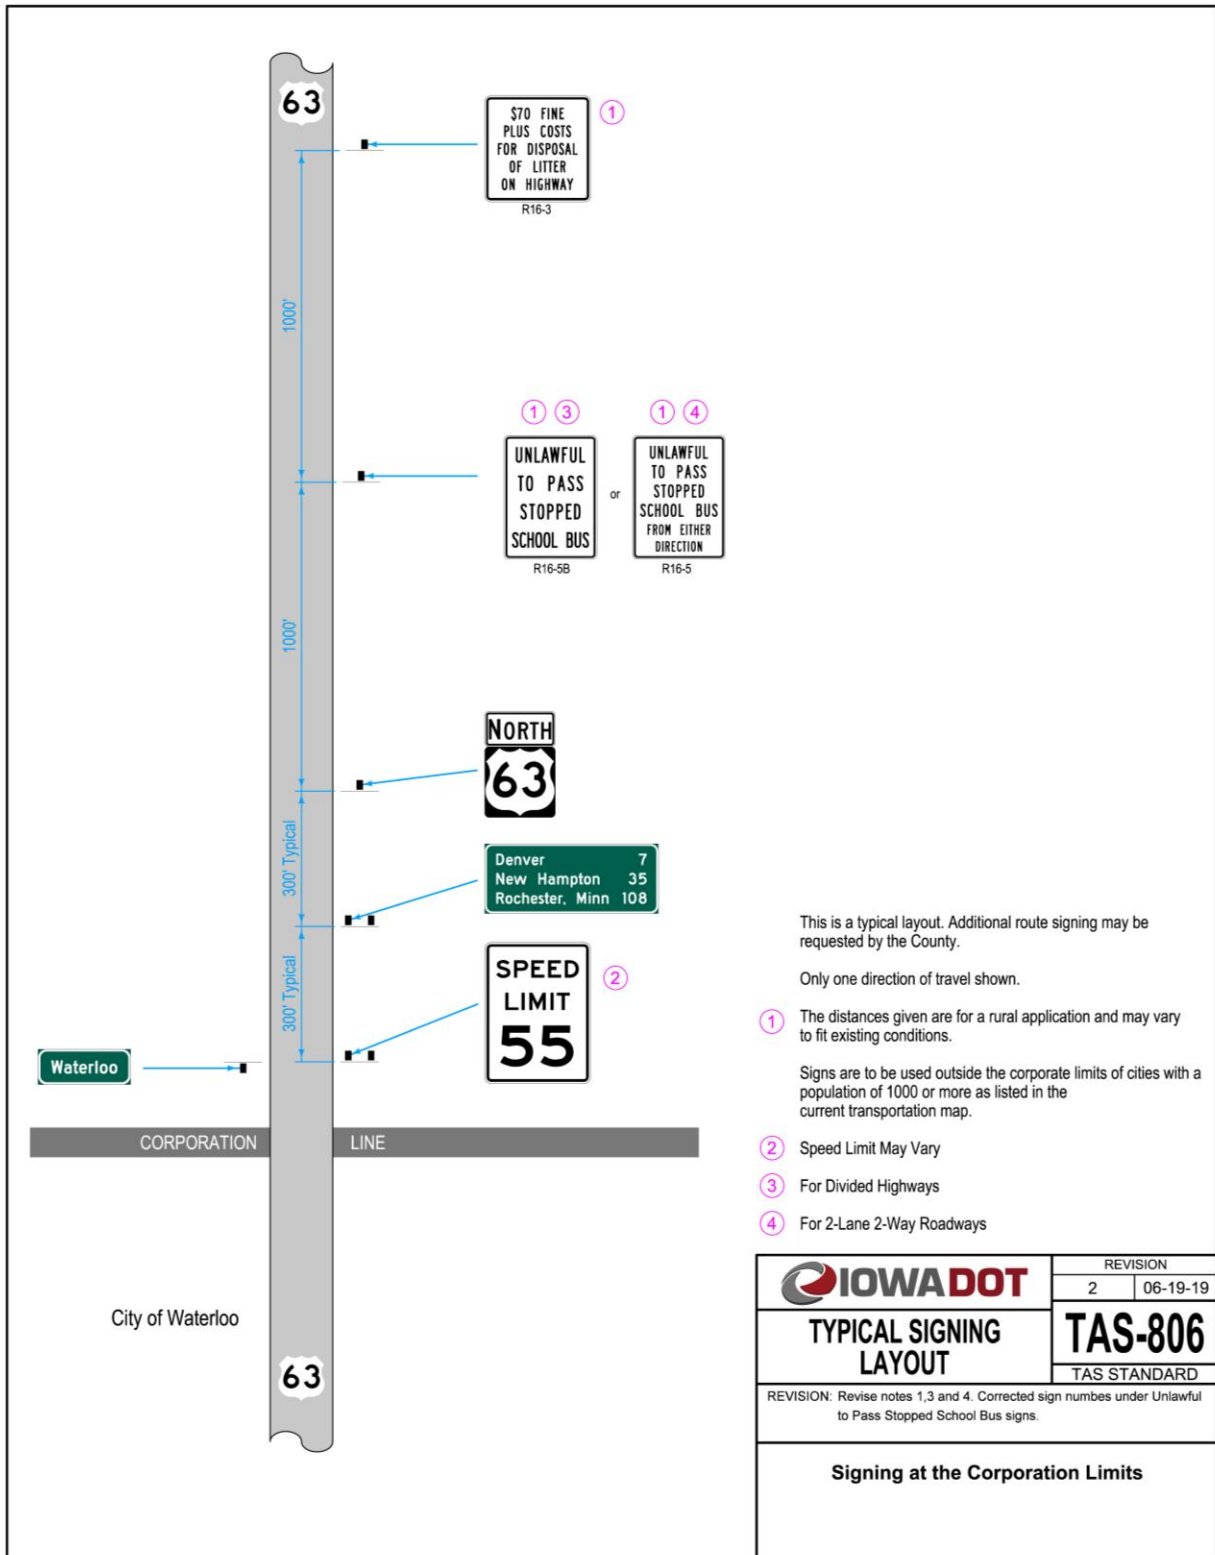 63
$70 FINE
PLUS COSTS
FOR DISPOSAL
OF LITTER
ON HIGHWAY
R16-3
1
1000'
1 3
UNLAWFUL
TO PASS
STOPPED
SCHOOL BUS
R16-5B
or
1 4
UNLAWFUL
TO PASS
STOPPED
SCHOOL BUS
FROM EITHER
DIRECTION
R16-5
1000'
NORTH
63
300' Typical
Denver 7
New Hampton 35
Rochester, Minn 108
300' Typical
SPEED
LIMIT
55
2
Waterloo
CORPORATION LINE
City of Waterloo
63
This is a typical layout. Additional route signing may be
requested by the County.
Only one direction of travel shown.
1 The distances given are for a rural application and may vary
to fit existing conditions.
Signs are to be used outside the corporate limits of cities with a
population of 1000 or more as listed in the
current transportation map.
2 Speed Limit May Vary
3 For Divided Highways
4 For 2-Lane 2-Way Roadways
IOWADOT
REVISION
2 06-19-19
TYPICAL SIGNING
LAYOUT
TAS-806
TAS STANDARD
REVISION: Revise notes 1,3 and 4. Corrected sign numbes under Unlawful
to Pass Stopped School Bus signs.
Signing at the Corporation Limits